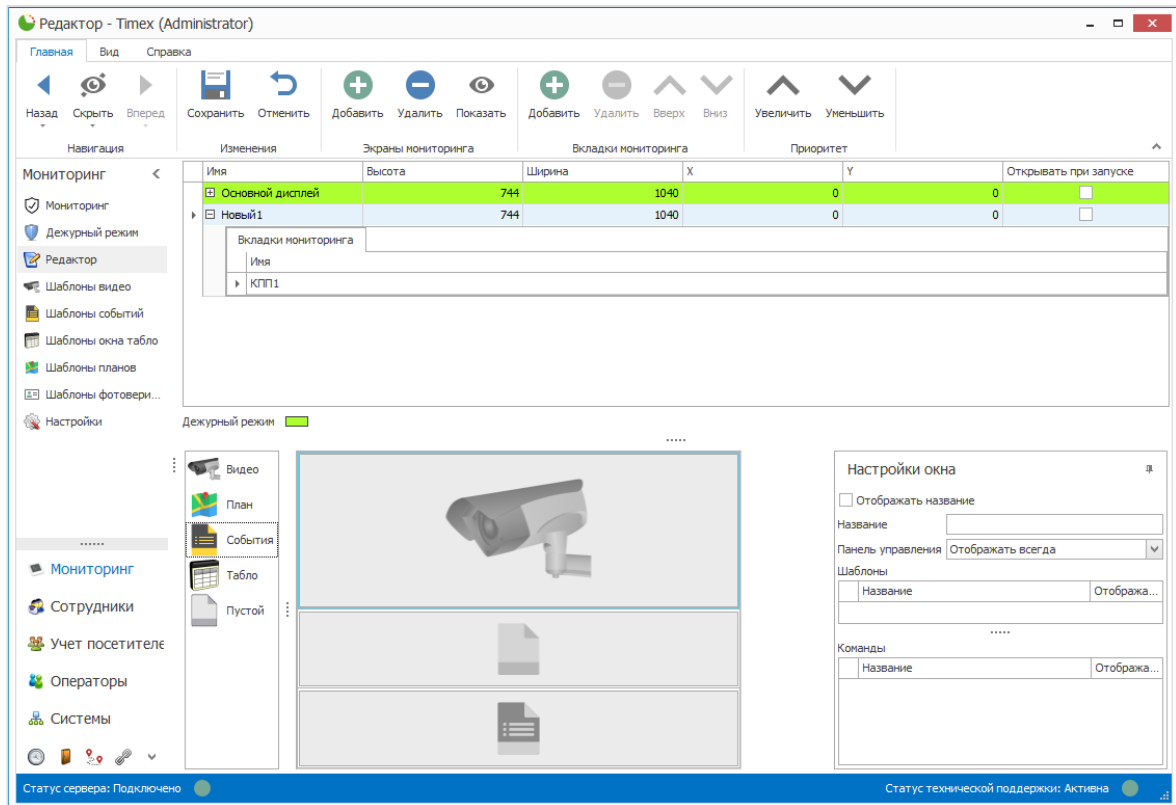 Редактор - Timex (Administrator)
Главная Вид Справка
Назад Скрыть Вперед Сохранить Отменить Добавить Удалить Показать Добавить Удалить Вверх Вниз Увеличить Уменьшить
Навигация Изменения Экраны мониторинга Вкладки мониторинга Приоритет
Мониторинг
Мониторинг
Дежурный режим
Редактор
Шаблоны видео
Шаблоны событий
Шаблоны окна табло
Шаблоны планов
Шаблоны фотовери...
Настройки
Мониторинг
Сотрудники
Учет посетителе
Операторы
Системы
Имя Высота Ширина X Y Открывать при запуске
Основной дисплей 744 1040 0 0
Новый1 744 1040 0 0
Вкладки мониторинга
Имя
КПП1
Дежурный режим
Видео
План
События
Табло
Пустой
Настройки окна
Отображать название
Название
Панель управления Отображать всегда
Шаблоны
Название Отобража...
Команды
Название Отобража...
Статус сервера: Подключено Статус технической поддержки: Активна